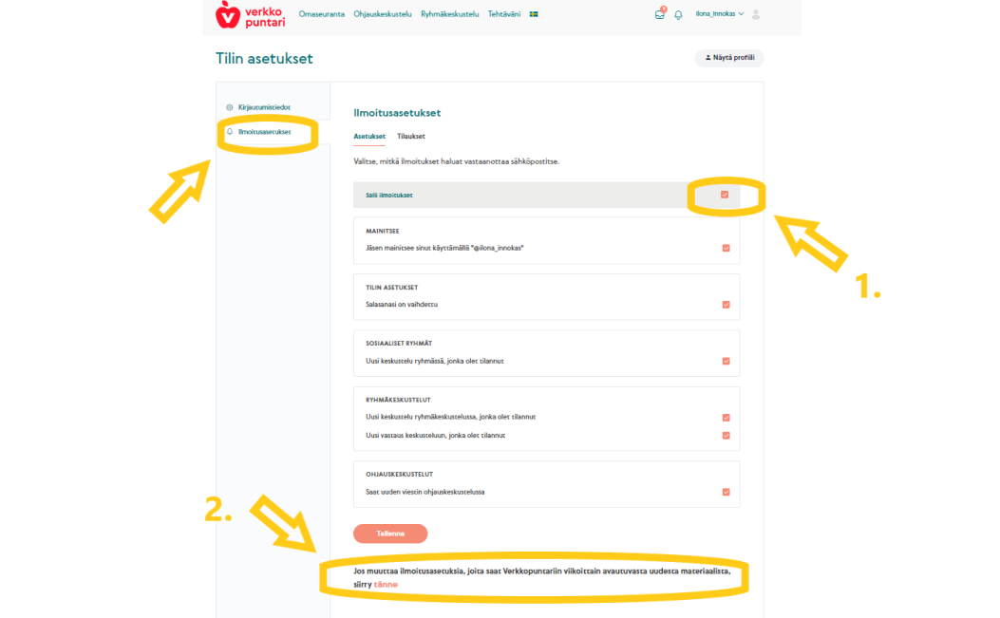 verkko
puntari
Omaseuranta Ohjauskeskustelu Ryhmäkeskustelu Tehtäväni
Ilona_Innokas
Tilin asetukset
Näytä profiili
Kirjautumistiedot
Ilmoitusasetukset
Ilmoitusasetukset
Asetukset Tilaukset
Valitse, mitkä ilmoitukset haluat vastaanottaa sähköpostitse.
Salli ilmoitukset
MAINITSEE
Jäsen mainitsee sinut käyttämällä "@ilona_innokas"
1.
TILIN ASETUKSET
Salasanasi on vaihdettu
SOSIAALISET RYHMÄT
Uusi keskustelu ryhmässä, jonka olet tilannut
RYHMÄKESKUSTELUT
Uusi keskustelu ryhmäkeskustelussa, jonka olet tilannut
Uusi vastaus keskusteluun, jonka olet tilannut
OHJAUSKESKUSTELUT
Saat uuden viestin ohjauskeskustelussa
2.
Tallenna
Jos muuttaa ilmoitusasetuksia, joita saat Verkkopuntariin viikoittain avautuvasta uudesta materiaalista,
siirry tänne